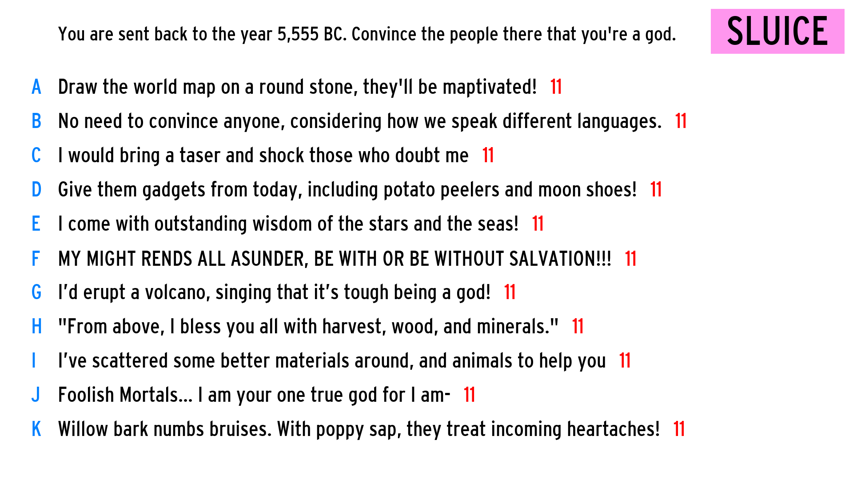 You are sent back to the year 5,555 BC. Convince the people there that you're a god.
SLUICE
A Draw the world map on a round stone, they'll be maptivated! 11
B No need to convince anyone, considering how we speak different languages. 11
C I would bring a taser and shock those who doubt me 11
D Give them gadgets from today, including potato peelers and moon shoes! 11
E I come with outstanding wisdom of the stars and the seas! 11
F MY MIGHT RENDS ALL ASUNDER, BE WITH OR BE WITHOUT SALVATION!!! 11
G I’d erupt a volcano, singing that it’s tough being a god! 11
H "From above, I bless you all with harvest, wood, and minerals." 11
I I’ve scattered some better materials around, and animals to help you 11
J Foolish Mortals... I am your one true god for I am- 11
K Willow bark numbs bruises. With poppy sap, they treat incoming heartaches! 11